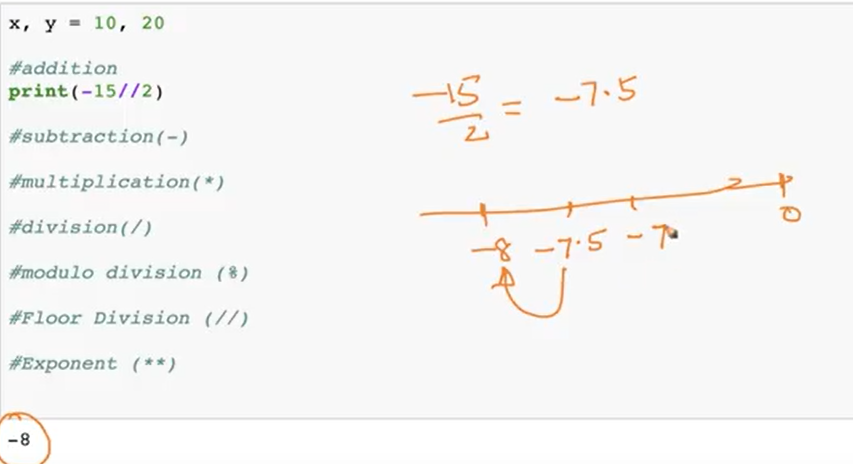 x, y = 10, 20
#addition
print(-15//2)
#subtraction(-)
#multiplication(*)
#division(/)
#modulo division (%)
#Floor Division (//)
#Exponent (**)
-8
-15/2 = -7.5
-8 -7.5 -7 0